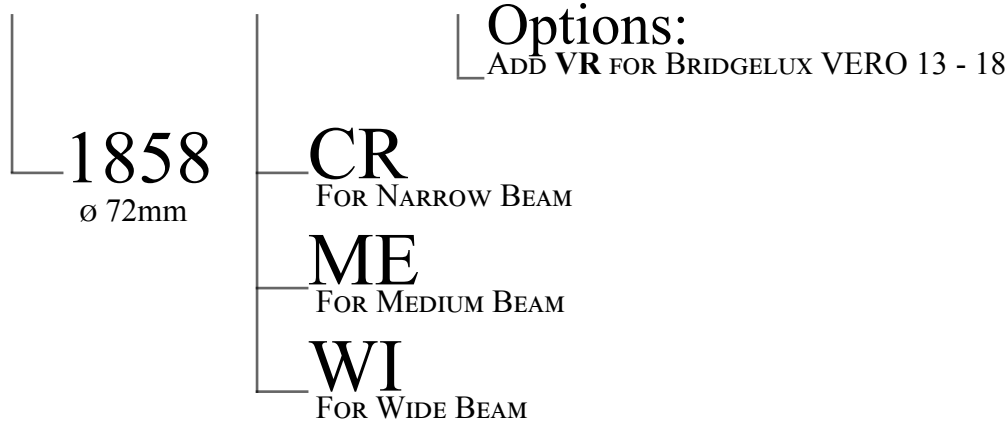 Options:
Add VR for Bridgelux VERO 13 - 18
1858
ø 72mm
CR
For Narrow Beam
ME
For Medium Beam
WI
For Wide Beam